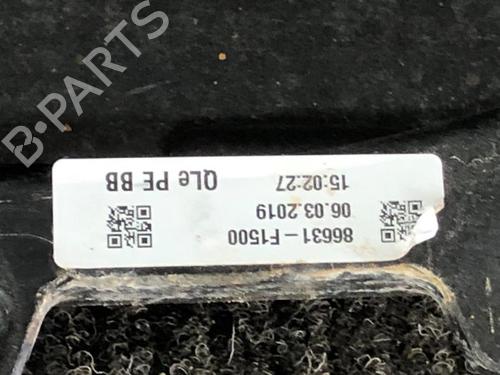 86631-F1500
06.03.2019
15:02:27
QLe PE BB
B-PARTS